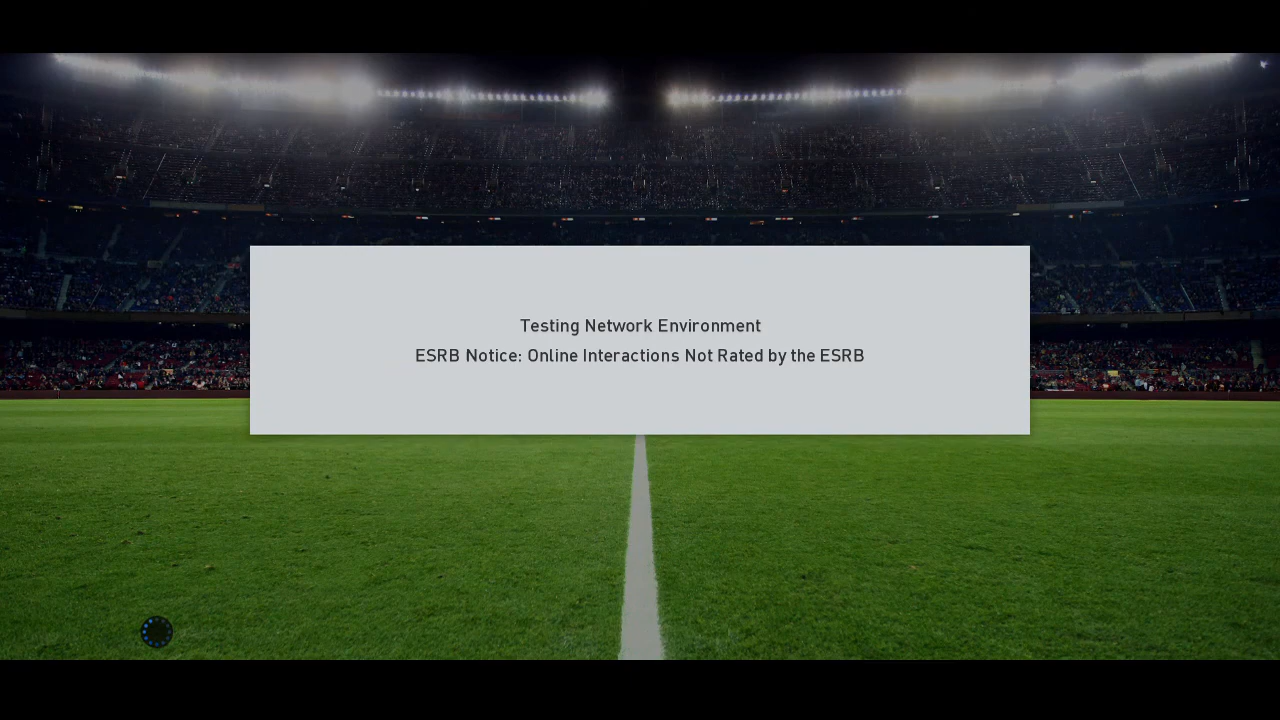 Testing Network Environment
ESRB Notice: Online Interactions Not Rated by the ESRB